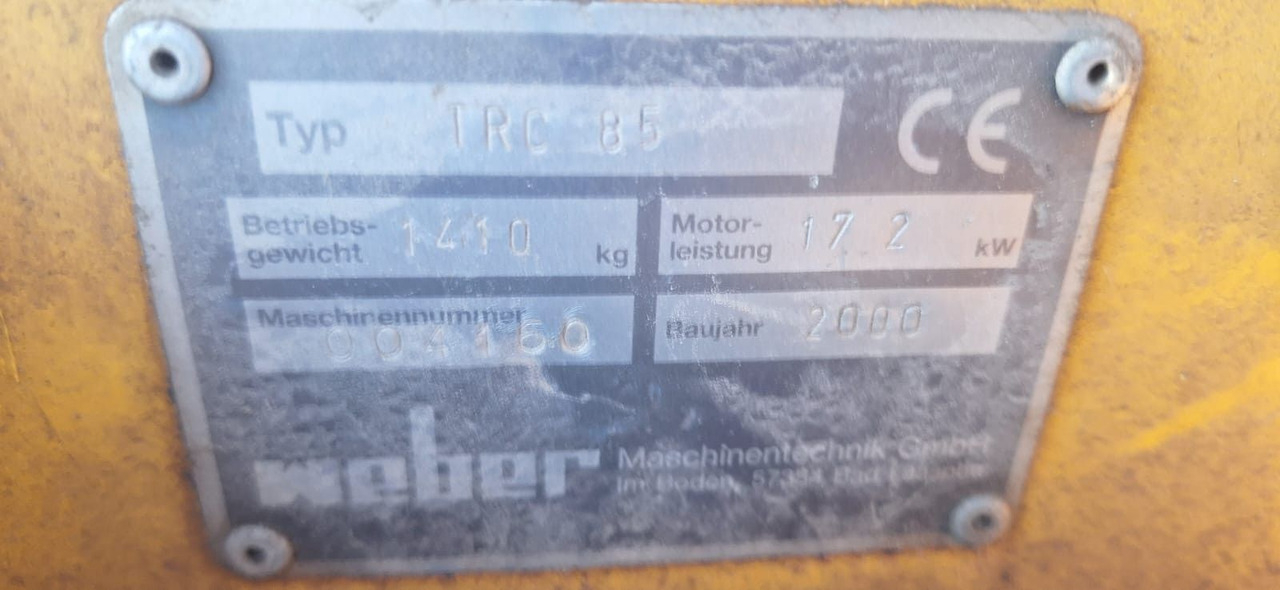 Typ TRC 85 CE
Betriebs-
gewicht 1410 kg
Motor-
leistung 17 2 kW
Maschinennummer
004160
Baujahr 2000
weber
Maschinentechnik GmbH
Im Boden, 57334 Bad